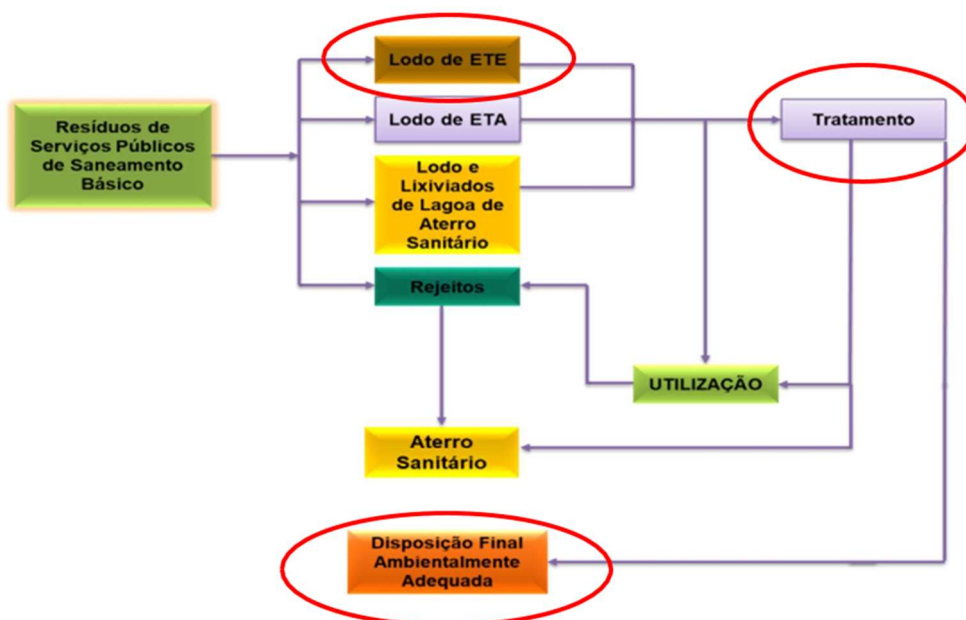 Resíduos de
Serviços Públicos
de Saneamento
Básico
Lodo de ETE
Lodo de ETA
Lodo e
Lixiviados
de Lagoa de
Aterro
Sanitário
Rejeitos
Tratamento
UTILIZAÇÃO
Aterro
Sanitário
Disposição Final
Ambientalmente
Adequada